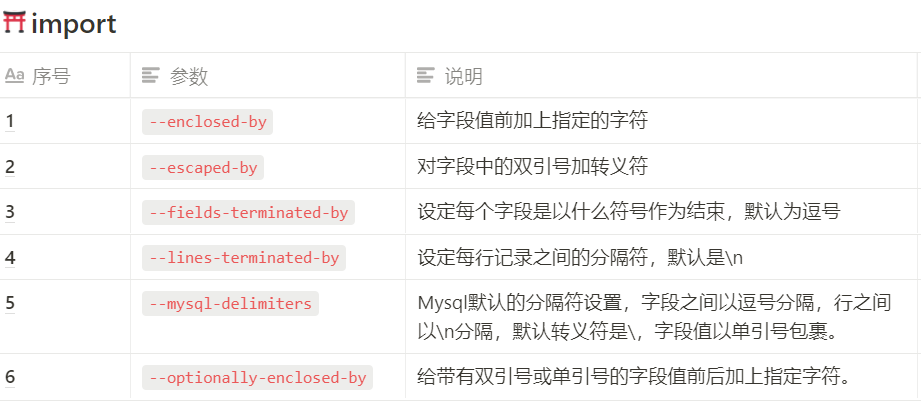 import
Aa 序号 参数 说明
1 --enclosed-by 给字段值前加上指定的字符
2 --escaped-by 对字段中的双引号加转义符
3 --fields-terminated-by 设定每个字段是以什么符号作为结束，默认为逗号
4 --lines-terminated-by 设定每行记录之间的分隔符，默认是\n
5 --mysql-delimiters Mysql默认的分隔符设置，字段之间以逗号分隔，行之间
以\n分隔，默认转义符是\，字段值以单引号包裹。
6 --optionally-enclosed-by 给带有双引号或单引号的字段值前后加上指定字符。